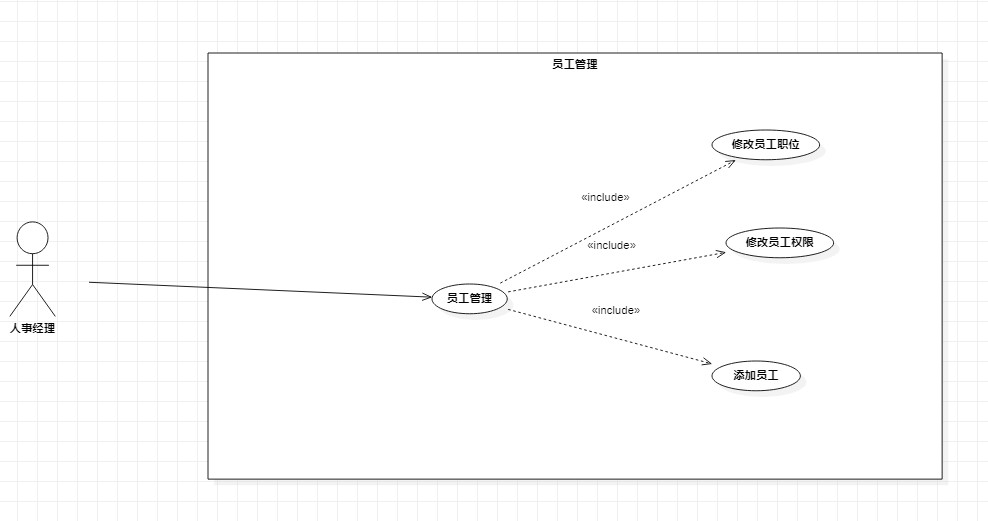 员工管理
修改员工职位
«include»
修改员工权限
«include»
员工管理
«include»
人事经理
添加员工